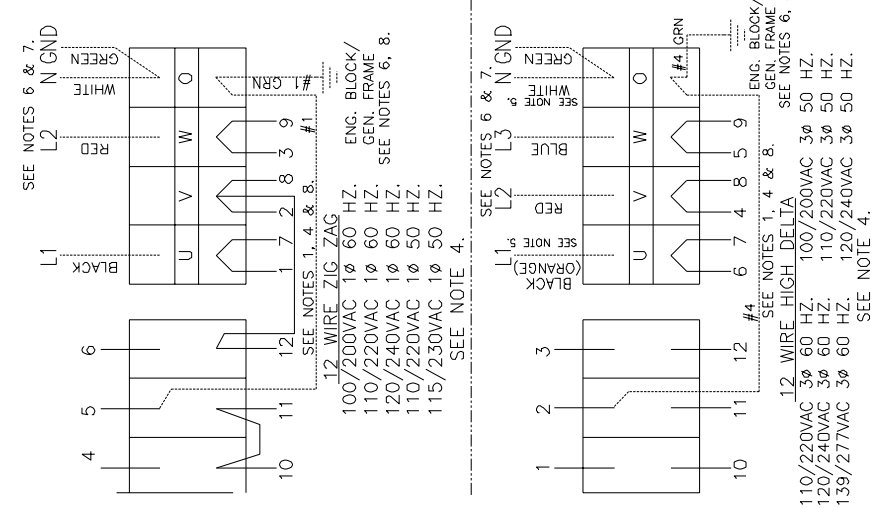 SEE NOTES 6 & 7.
L1
L2
N GND
BLACK
RED
WHITE
GREEN
U
V
W
O
1
7
2
8
3
9
#1 GRN
#1
ENG. BLOCK/
GEN. FRAME
SEE NOTES 6, 8.
4
5
6
10
11
12
SEE NOTES 1, 4 & 8.
12 WIRE ZIG ZAG
100/200VAC 1ø 60 HZ.
110/220VAC 1ø 60 HZ.
120/240VAC 1ø 60 HZ.
110/220VAC 1ø 50 HZ.
115/230VAC 1ø 50 HZ.
SEE NOTE 4.
SEE NOTES 6 & 7.
L1
L2
L3
N GND
SEE NOTE 5.
BLACK
(ORANGE)
RED
BLUE
SEE NOTE 5.
WHITE
GREEN
U
V
W
O
6
7
4
8
5
9
#4 GRN
#4
ENG. BLOCK/
GEN. FRAME
SEE NOTES 6,
1
2
3
10
11
12
SEE NOTES 1, 4 & 8.
12 WIRE HIGH DELTA
110/220VAC 3ø 60 HZ. 100/200VAC 3ø 50 HZ.
120/240VAC 3ø 60 HZ. 110/220VAC 3ø 50 HZ.
139/277VAC 3ø 60 HZ. 120/240VAC 3ø 50 HZ.
SEE NOTE 4.